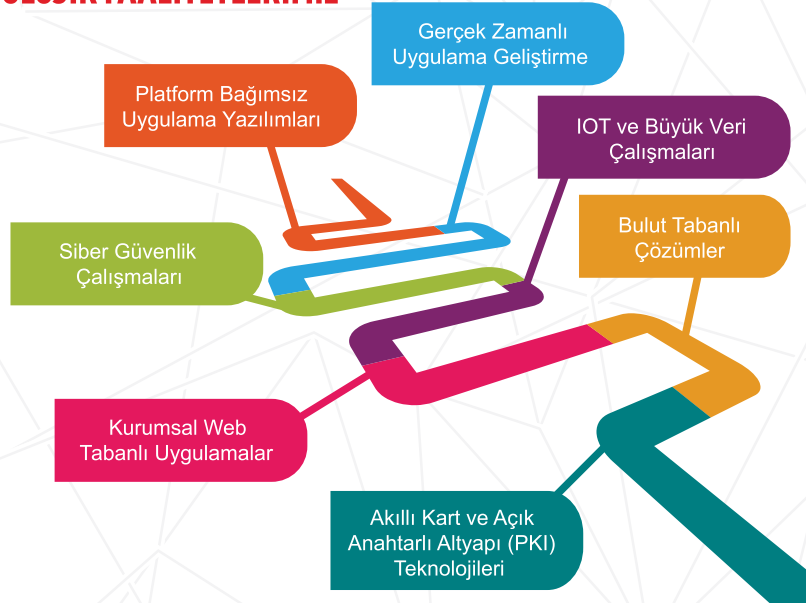 Gerçek Zamanlı
Uygulama Geliştirme
Platform Bağımsız
Uygulama Yazılımları
IOT ve Büyük Veri
Çalışmaları
Bulut Tabanlı
Çözümler
Siber Güvenlik
Çalışmaları
Kurumsal Web
Tabanlı Uygulamalar
Akıllı Kart ve Açık
Anahtarlı Altyapı (PKI)
Teknolojileri